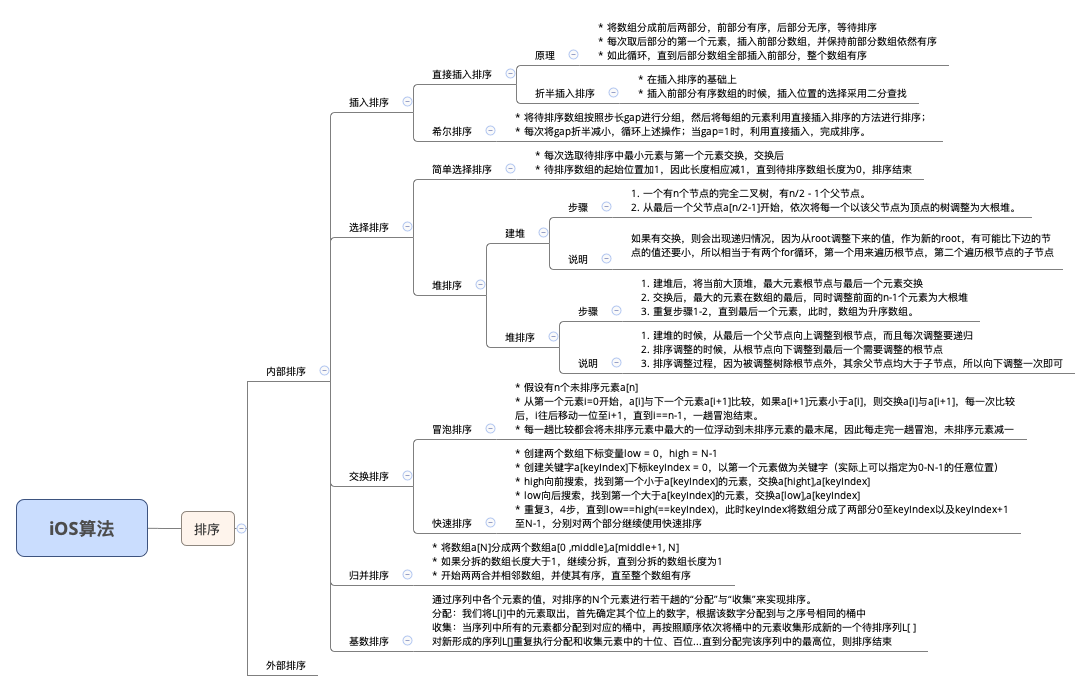 * 将数组分成前后两部分，前部分有序，后部分无序，等待排序
* 每次取后部分的第一个元素，插入前部分数组，并保持前部分数组依然有序
* 如此循环，直到后部分数组全部插入前部分，整个数组有序
原理
直接插入排序
* 在插入排序的基础上
* 插入前部分有序数组的时候，插入位置的选择采用二分查找
折半插入排序
插入排序
* 将待排序数组按照步长gap进行分组，然后将每组的元素利用直接插入排序的方法进行排序；
* 每次将gap折半减小，循环上述操作；当gap=1时，利用直接插入，完成排序。
希尔排序
* 每次选取待排序中最小元素与第一个元素交换，交换后
* 待排序数组的起始位置加1，因此长度相应减1，直到待排序数组长度为0，排序结束
简单选择排序
1. 一个有n个节点的完全二叉树，有n/2 - 1个父节点。
2. 从最后一个父节点a[n/2-1]开始，依次将每一个以该父节点为顶点的树调整为大根堆。
步骤
选择排序
建堆
如果有交换，则会出现递归情况，因为从root调整下来的值，作为新的root，有可能比下边的节
点的值还要小，所以相当于有两个for循环，第一个用来遍历根节点，第二个遍历根节点的子节点
说明
堆排序
1. 建堆后，将当前大顶堆，最大元素根节点与最后一个元素交换
2. 交换后，最大的元素在数组的最后，同时调整前面的n-1个元素为大根堆
3. 重复步骤1-2，直到最后一个元素，此时，数组为升序数组。
步骤
堆排序
1. 建堆的时候，从最后一个父节点向上调整到根节点，而且每次调整要递归
2. 排序调整的时候，从根节点向下调整到最后一个需要调整的根节点
3. 排序调整过程，因为被调整树除根节点外，其余父节点均大于子节点，所以向下调整一次即可
说明
内部排序
* 假设有n个未排序元素a[n]
* 从第一个元素i=0开始，a[i]与下一个元素a[i+1]比较，如果a[i+1]元素小于a[i]，则交换a[i]与a[i+1]，每一次比较
后，i往后移动一位至i+1，直到i==n-1，一趟冒泡结束。
* 每一趟比较都会将未排序元素中最大的一位浮动到未排序元素的最末尾，因此每走完一趟冒泡，未排序元素减一
冒泡排序
交换排序
* 创建两个数组下标变量low = 0，high = N-1
* 创建关键字a[keyIndex]下标keyIndex = 0，以第一个元素做为关键字（实际上可以指定为0-N-1的任意位置）
* high向前搜索，找到第一个小于a[keyIndex]的元素，交换a[hight],a[keyIndex]
* low向后搜索，找到第一个大于a[keyIndex]的元素，交换a[low],a[keyIndex]
* 重复3，4步，直到low==high(==keyIndex)，此时keyIndex将数组分成了两部分0至keyIndex以及keyIndex+1
至N-1，分别对两个部分继续使用快速排序
快速排序
iOS算法
排序
* 将数组a[N]分成两个数组a[0 ,middle],a[middle+1, N]
* 如果分拆的数组长度大于1，继续分拆，直到分拆的数组长度为1
* 开始两两合并相邻数组，并使其有序，直至整个数组有序
归并排序
通过序列中各个元素的值，对排序的N个元素进行若干趟的“分配”与“收集”来实现排序。
分配：我们将L[i]中的元素取出，首先确定其个位上的数字，根据该数字分配到与之序号相同的桶中
收集：当序列中所有的元素都分配到对应的桶中，再按照顺序依次将桶中的元素收集形成新的一个待排序列L[ ]
对新形成的序列L[]重复执行分配和收集元素中的十位、百位...直到分配完该序列中的最高位，则排序结束
基数排序
外部排序